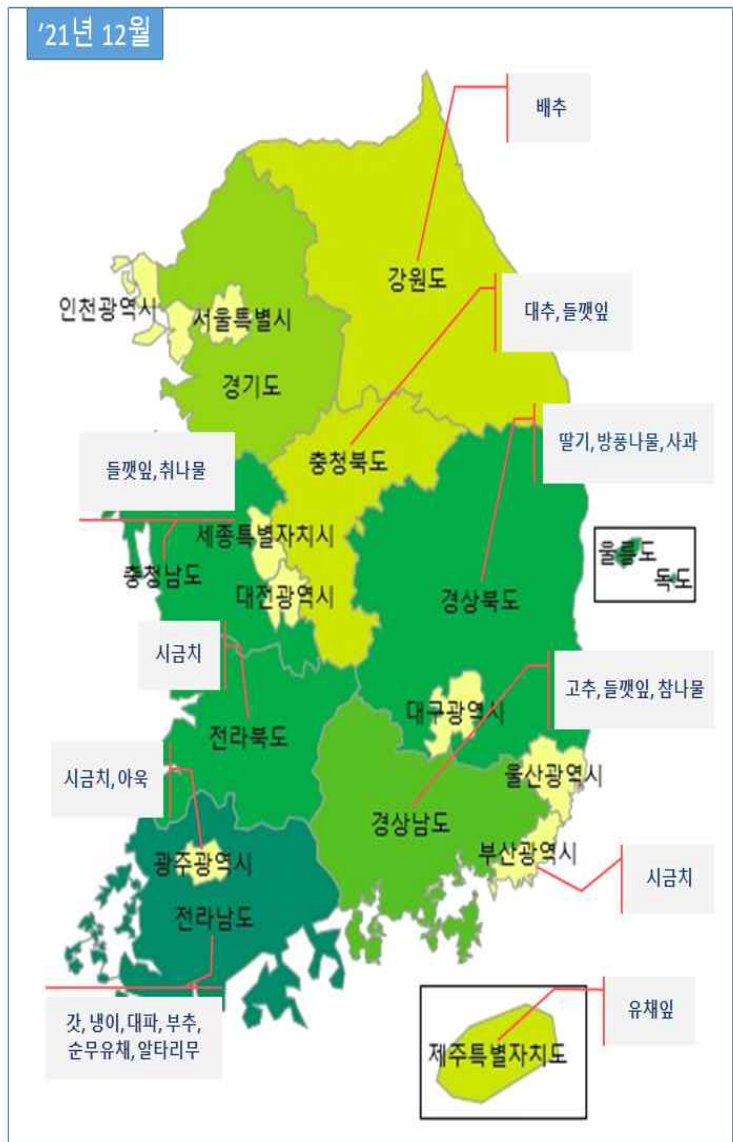 '21년 12월
배추
강원도
인천광역시
서울특별시
대추, 들깻잎
경기도
딸기, 방풍나물, 사과
충청북도
들깻잎, 취나물
세종특별자치시
울릉도
충청남도
독도
대전광역시
경상북도
시금치
고추, 들깻잎, 참나물
대구광역시
전라북도
시금치, 아욱
울산광역시
경상남도
부산광역시
광주광역시
시금치
전라남도
갓, 냉이, 대파, 부추,
순무유채, 알타리무
유채잎
제주특별자치도